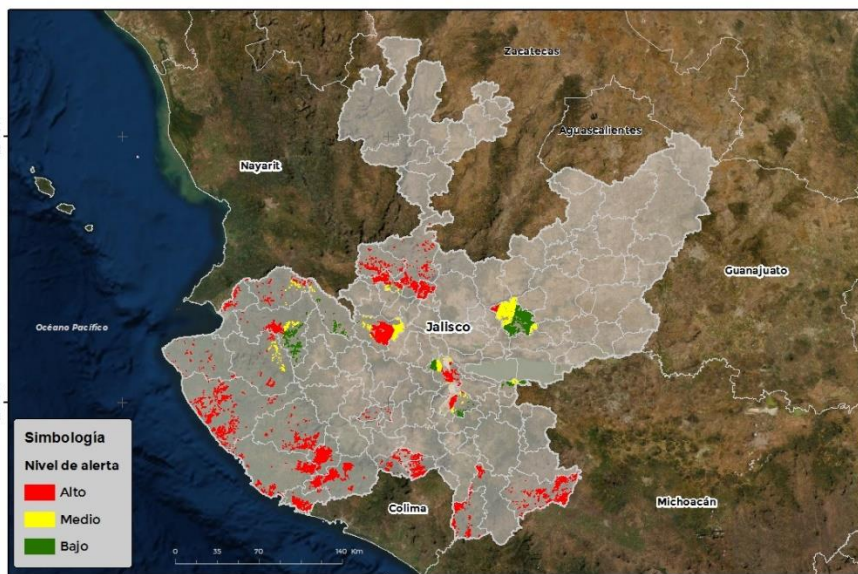 Zacatecas
Aguascalientes
Nayarit
Guanajuato
Océano Pacífico
Jalisco
Simbología
Nivel de alerta
Alto
Medio
Bajo
Colima
Michoacán
0 35 70 140 Km